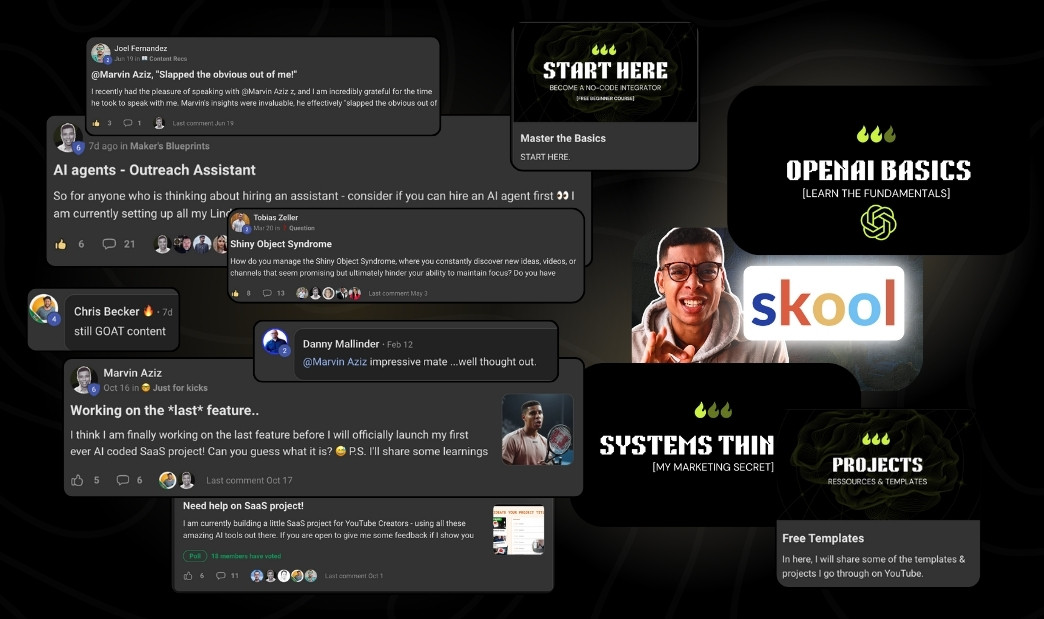 Joel Fernandez
Jun 19 in Content Recs
@Marvin Aziz, "Slapped the obvious out of me!"
I recently had the pleasure of speaking with @Marvin Aziz z, and I am incredibly grateful for the time
he took to speak with me. Marvin's insights were invaluable, he effectively "slapped the obvious out of
3 1 Last comment Jun 19
6 7d ago in Maker's Blueprints
AI agents - Outreach Assistant
So for anyone who is thinking about hiring an assistant - consider if you can hire an AI agent first 👀 I
am currently setting up all my
6 21
Tobias Zeller
Mar 20 in Question
Shiny Object Syndrome
How do you manage the Shiny Object Syndrome, where you constantly discover new ideas, videos, or
channels that seem promising but ultimately hinder your ability to maintain focus? Do you have
8 13 Last comment May 3
Chris Becker 🔥 · 7d
4
still GOAT content
Danny Mallinder · Feb 12
2
@Marvin Aziz impressive mate ...well thought out.
Marvin Aziz
6 Oct 16 in 🤓 Just for kicks
Working on the *last* feature..
I think I am finally working on the last feature before I will officially launch my first
ever AI coded SaaS project! Can you guess what it is? 😅 P.S. I'll share some learnings
5 6 Last comment Oct 17
Need help on SaaS project!
I am currently building a little SaaS project for YouTube Creators - using all these
amazing AI tools out there. If you are open to give me some feedback if I show you
Poll 18 members have voted
6 11 Last comment Oct 1
START HERE
BECOME A NO-CODE INTEGRATOR
[FREE BEGINNER COURSE]
Master the Basics
START HERE.
OPENAI BASICS
[LEARN THE FUNDAMENTALS]
skool
SYSTEMS THIN
[MY MARKETING SECRET]
PROJECTS
RESSOURCES & TEMPLATES
Free Templates
In here, I will share some of the templates &
projects I go through on YouTube.